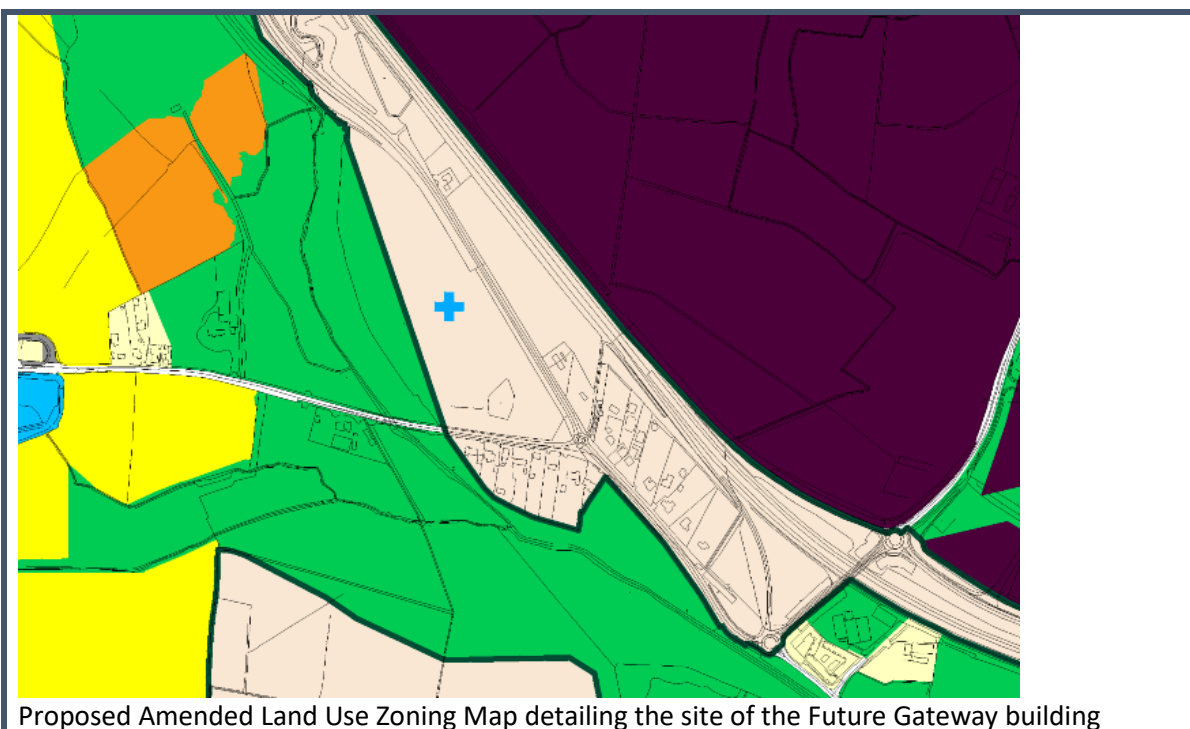 Proposed Amended Land Use Zoning Map detailing the site of the Future Gateway building